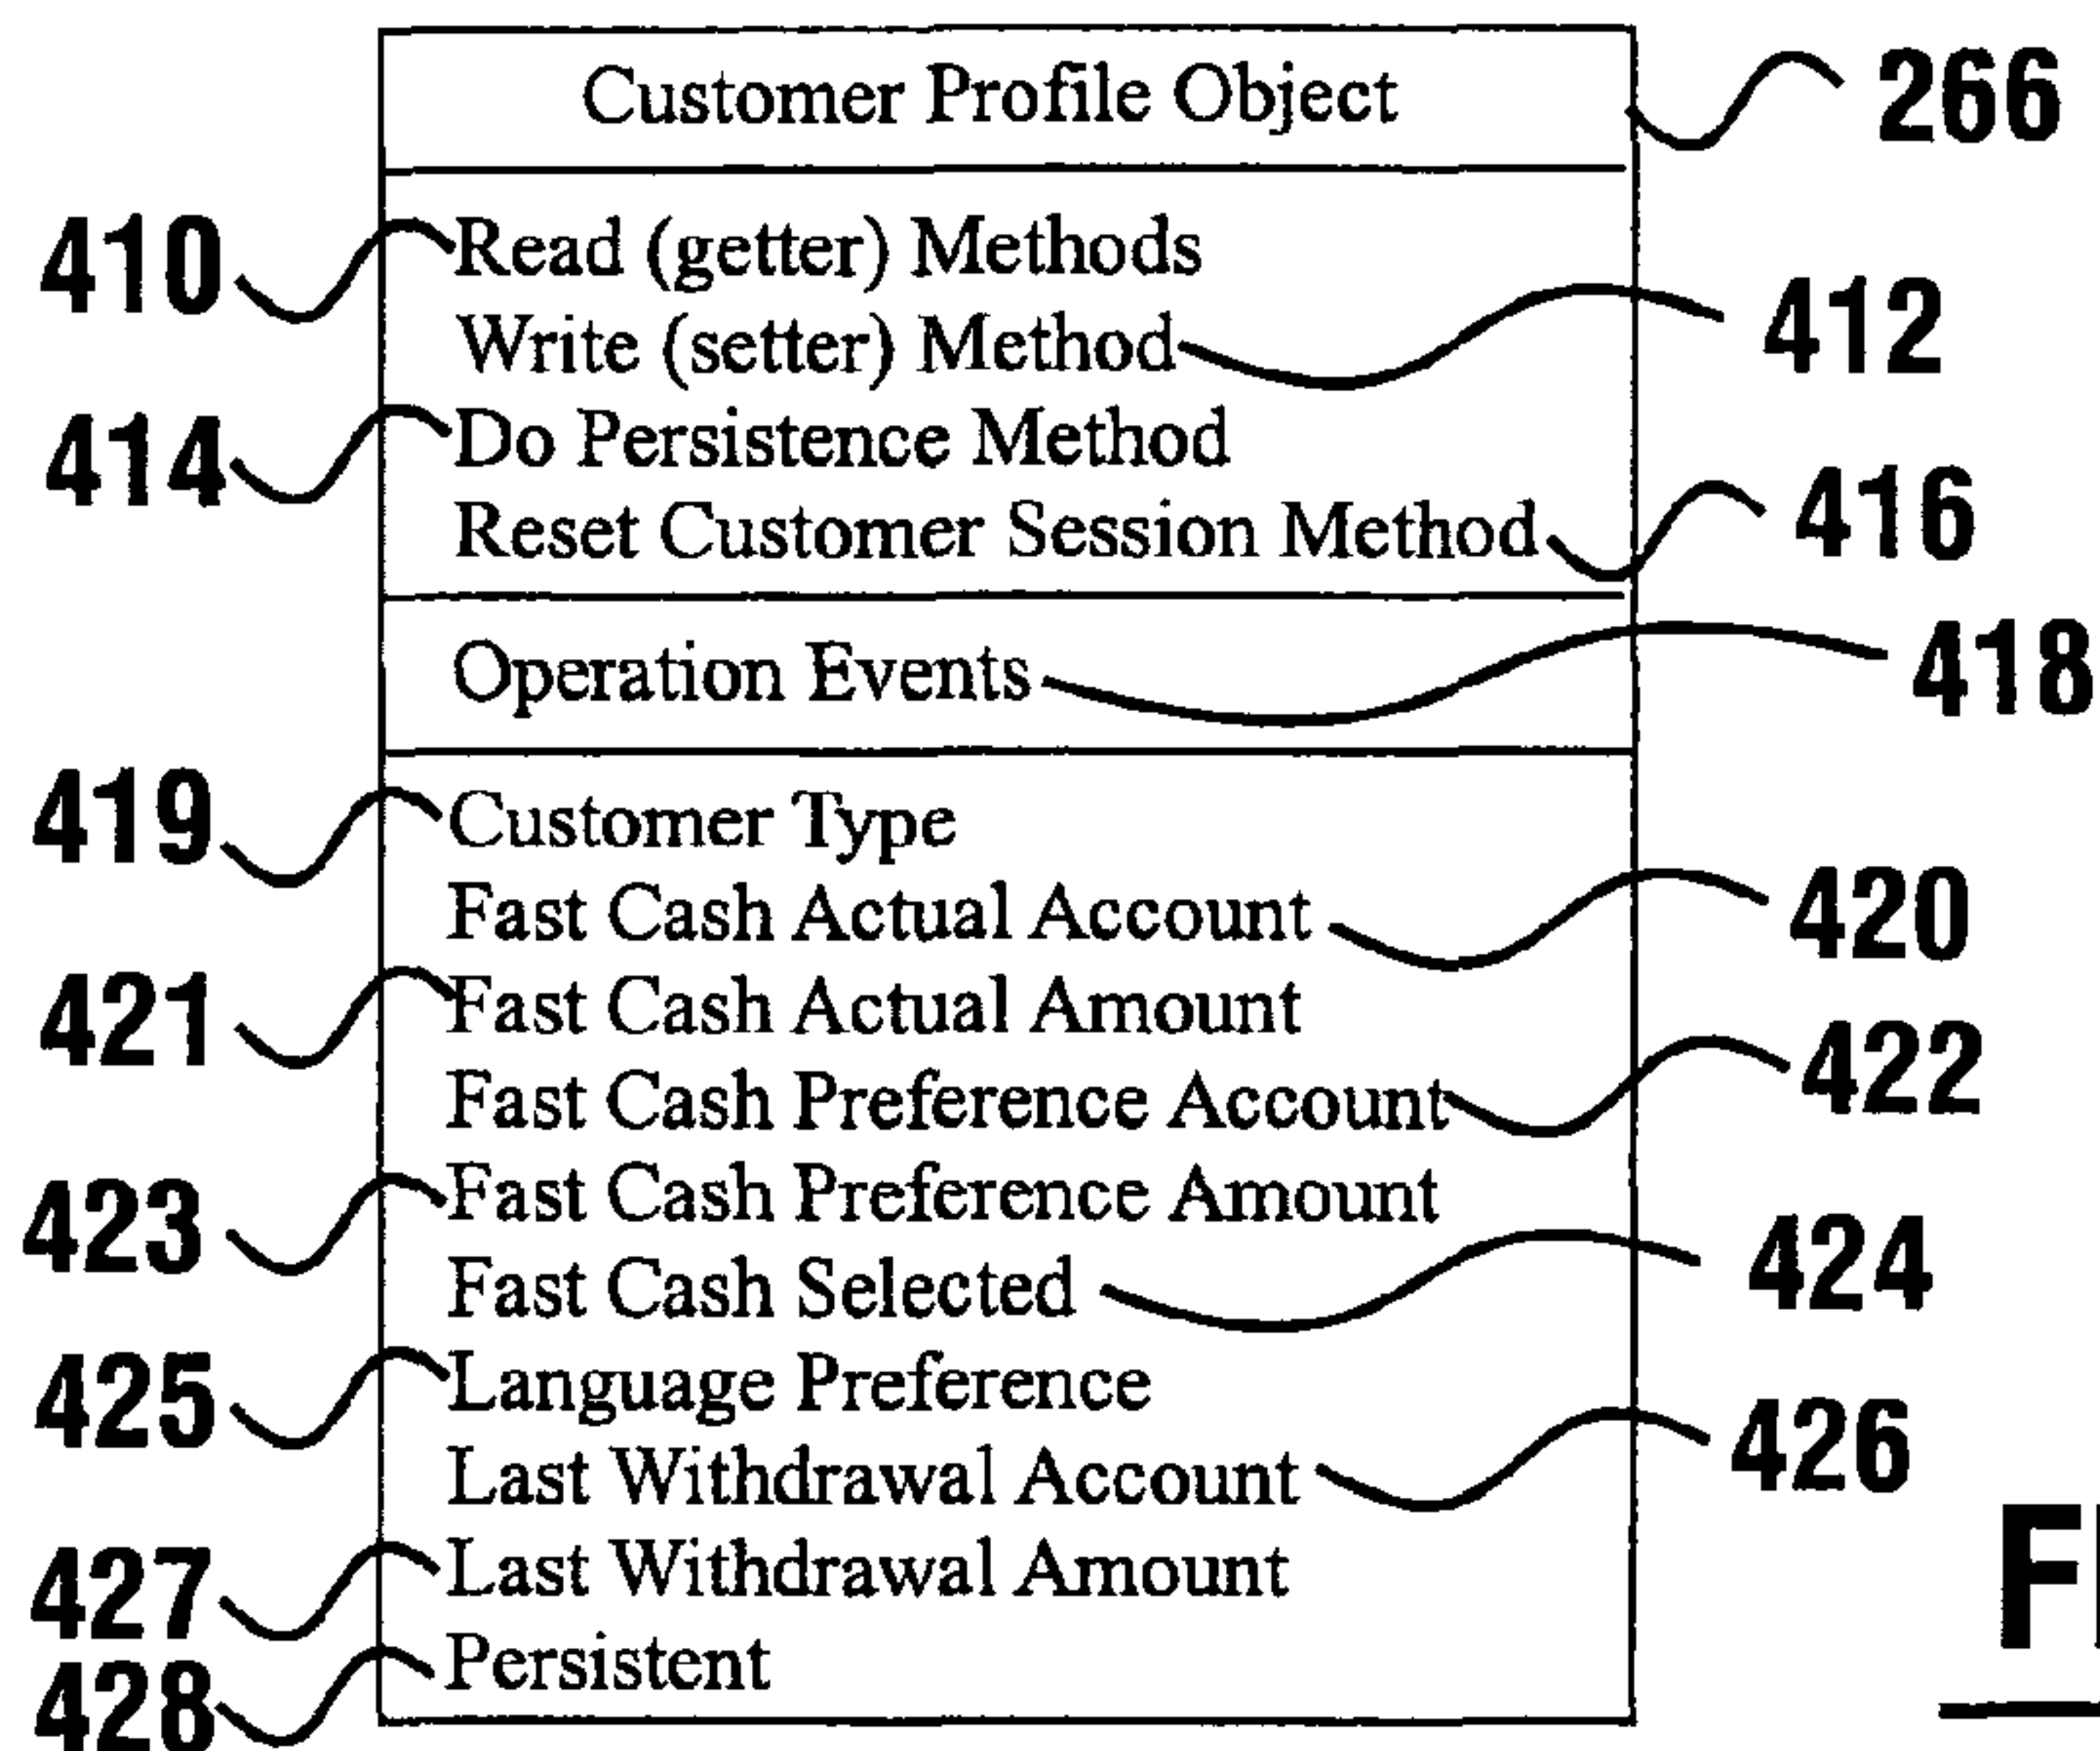 Customer Profile Object 266
410 Read (getter) Methods
Write (setter) Method 412
414 Do Persistence Method
Reset Customer Session Method 416
Operation Events 418
419 Customer Type
Fast Cash Actual Account 420
421 Fast Cash Actual Amount
Fast Cash Preference Account 422
423 Fast Cash Preference Amount
Fast Cash Selected 424
425 Language Preference
Last Withdrawal Account 426
427 Last Withdrawal Amount
428 Persistent